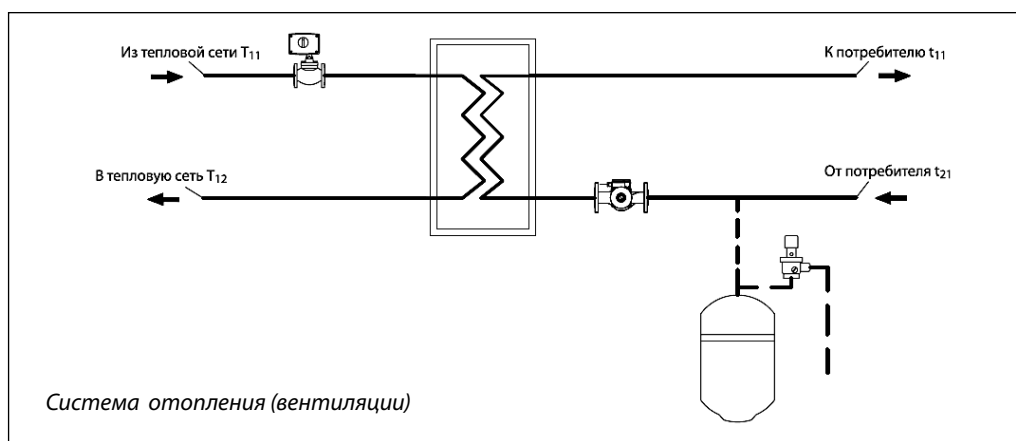 Из тепловой сети T11
К потребителю t11
В тепловую сеть T12
От потребителя t21
Система отопления (вентиляции)